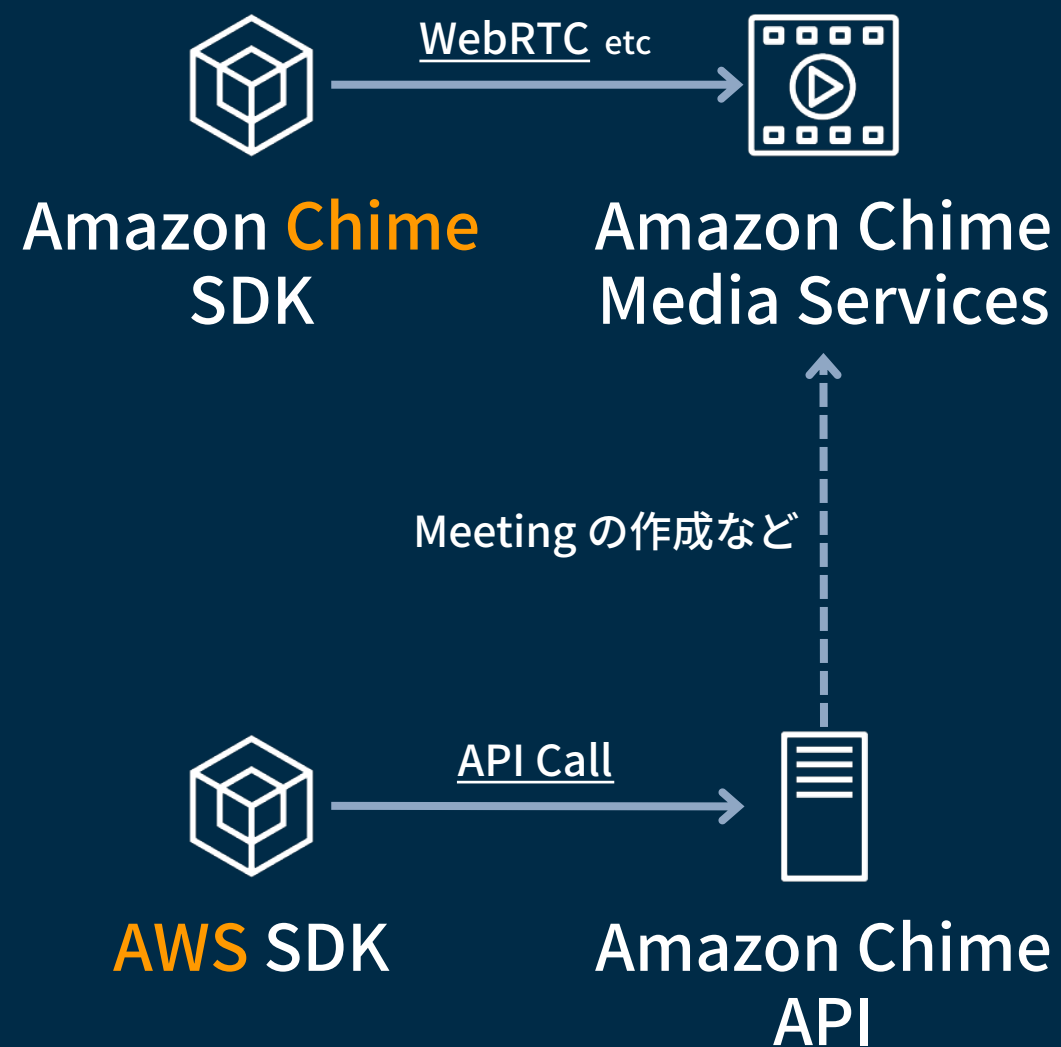 WebRTC etc
Amazon Chime
SDK
Amazon Chime
Media Services
Meeting の作成など
API Call
AWS SDK
Amazon Chime
API